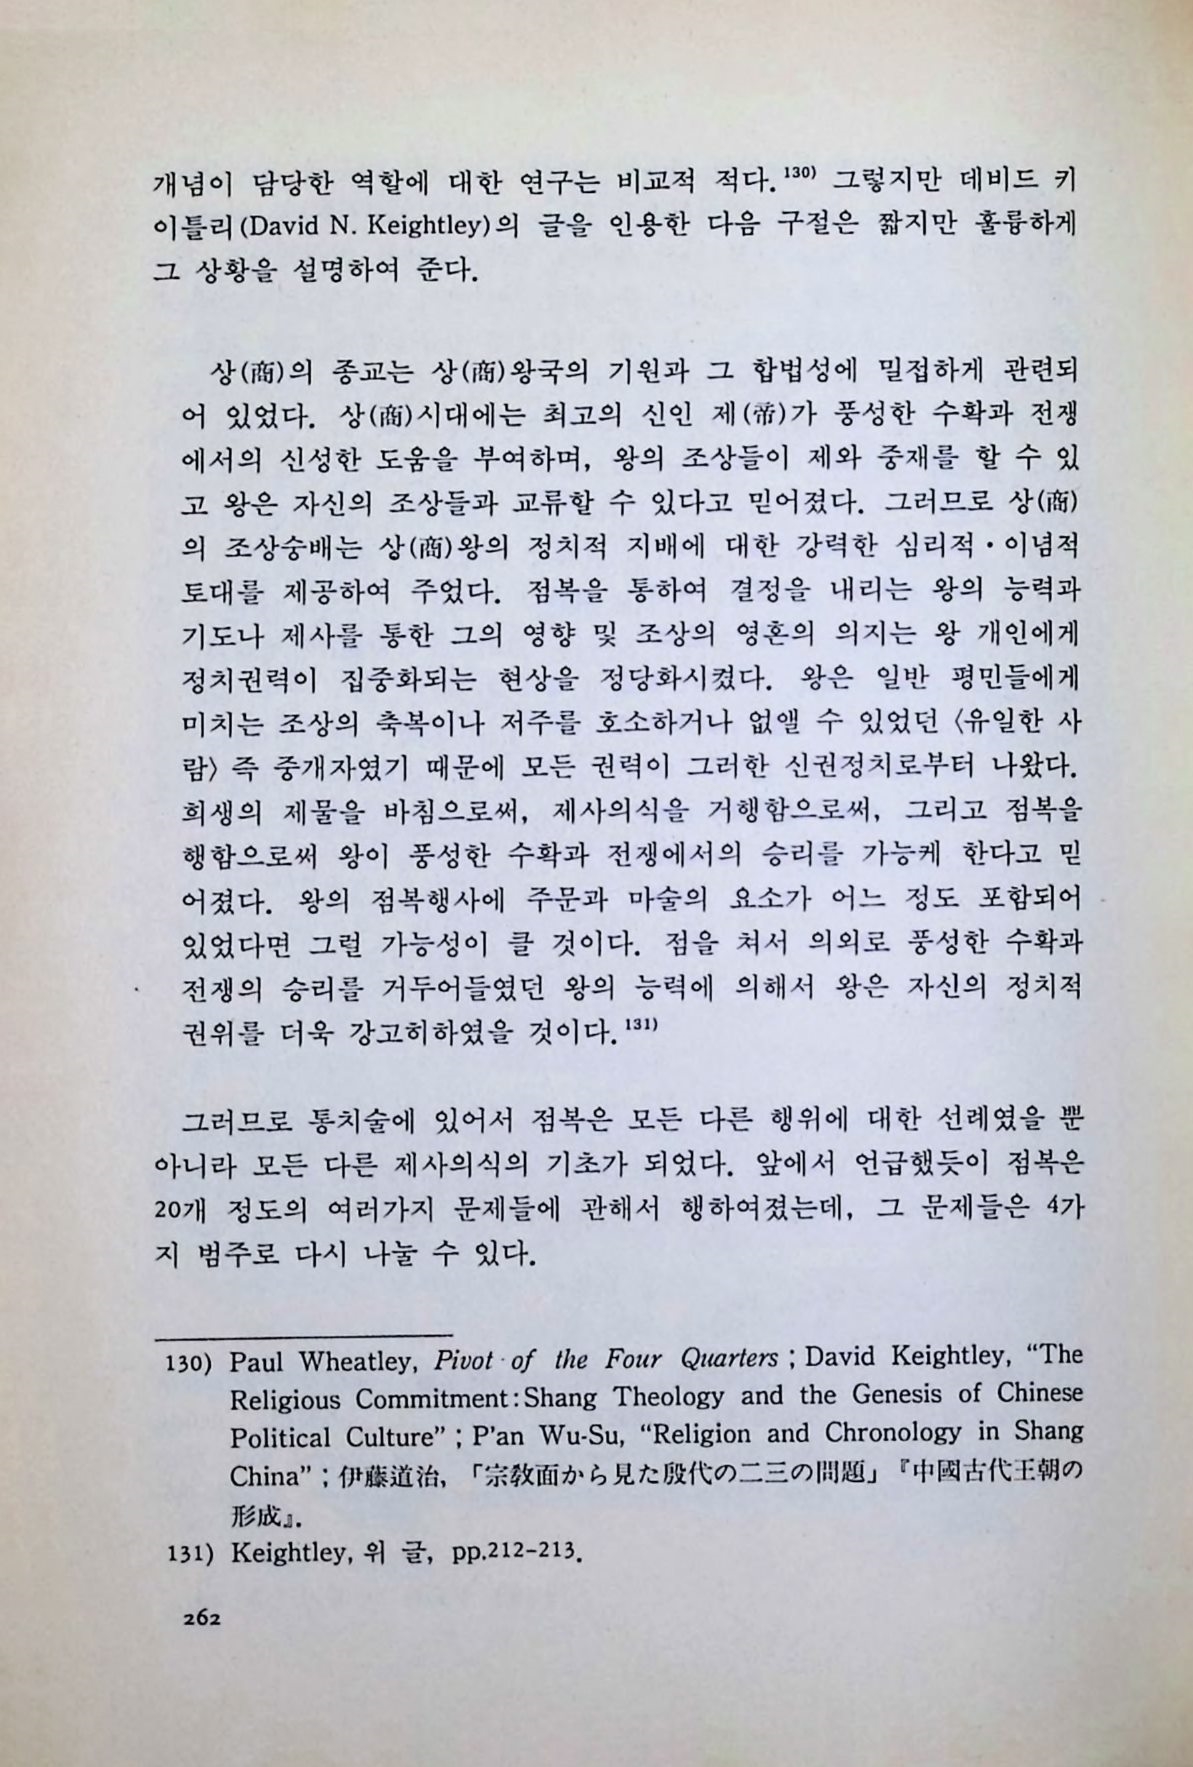 개념이 담당한 역할에 대한 연구는 비교적 적다.130) 그렇지만 데비드 키
이틀리(David N. Keightley)의 글을 인용한 다음 구절은 짧지만 훌륭하게
그 상황을 설명하여 준다.
상(商)의 종교는 상(商)왕국의 기원과 그 합법성에 밀접하게 관련되
어 있었다. 상(商)시대에는 최고의 신인 제(帝)가 풍성한 수확과 전쟁
에서의 신성한 도움을 부여하며, 왕의 조상들이 제와 중재를 할 수 있
고 왕은 자신의 조상들과 교류할 수 있다고 믿어졌다. 그러므로 상(商)
의 조상숭배는 상(商)왕의 정치적 지배에 대한 강력한 심리적·이념적
토대를 제공하여 주었다. 점복을 통하여 결정을 내리는 왕의 능력과
기도나 제사를 통한 그의 영향 및 조상의 영혼의 의지는 왕 개인에게
정치권력이 집중화되는 현상을 정당화시켰다. 왕은 일반 평민들에게
미치는 조상의 축복이나 저주를 호소하거나 없앨 수 있었던 〈유일한 사
람〉 즉 중개자였기 때문에 모든 권력이 그러한 신권정치로부터 나왔다.
희생의 제물을 바침으로써, 제사의식을 거행함으로써, 그리고 점복을
행함으로써 왕이 풍성한 수확과 전쟁에서의 승리를 가능케 한다고 믿
어졌다. 왕의 점복행사에 주문과 마술의 요소가 어느 정도 포함되어
있었다면 그럴 가능성이 클 것이다. 점을 쳐서 의외로 풍성한 수확과
전쟁의 승리를 거두어들였던 왕의 능력에 의해서 왕은 자신의 정치적
권위를 더욱 강고히하였을 것이다.131)
그러므로 통치술에 있어서 점복은 모든 다른 행위에 대한 선례였을 뿐
아니라 모든 다른 제사의식의 기초가 되었다. 앞에서 언급했듯이 점복은
20개 정도의 여러가지 문제들에 관해서 행하여졌는데, 그 문제들은 4가
지 범주로 다시 나눌 수 있다.
130) Paul Wheatley, Pivot of the Four Quarters ; David Keightley, “The
Religious Commitment : Shang Theology and the Genesis of Chinese
Political Culture” ; P’an Wu-Su, “Religion and Chronology in Shang
China” ; 伊藤道治, 「宗敎面から見た殷代の二三の問題」『中國古代王朝の
形成』.
131) Keightley, 위 글, pp.212-213.
262